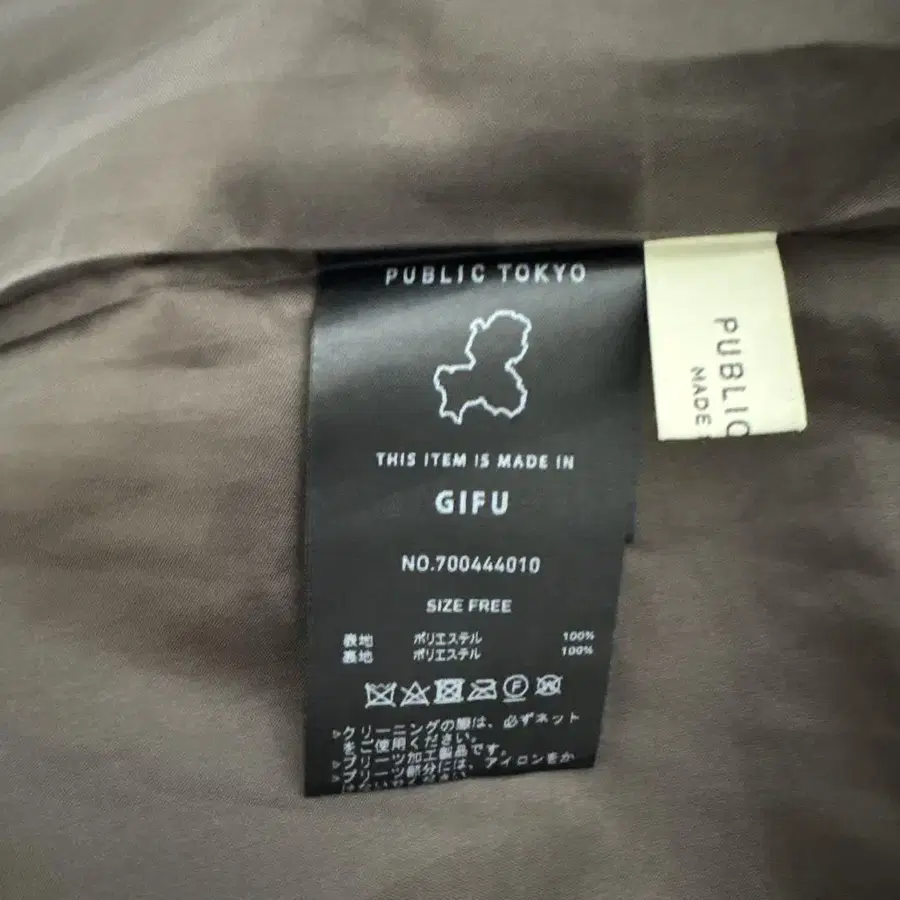 PUBLIC TOKYO
THIS ITEM IS MADE IN
GIFU
NO.700444010
SIZE FREE
表地 ポリエステル 100%
裏地 ポリエステル 100%
F W
▷クリーニングの際は、必ずネット
をご使用ください。
▷プリーツ加工製品です。
▷プリーツ部分には、アイロンをか
PUBLIC
MADE